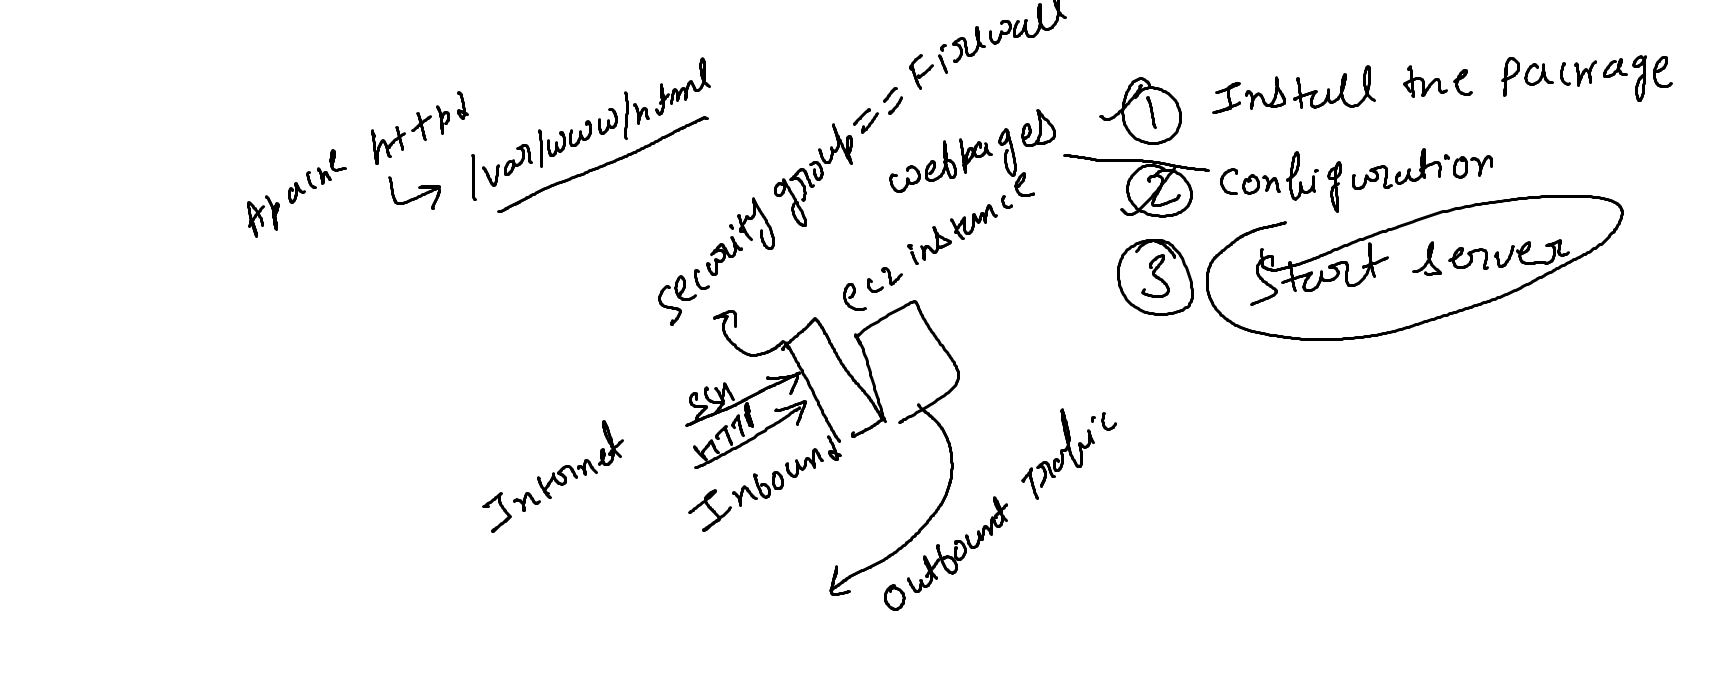 Apache httpd
/var/www/html
security group == Firewall
webpages
ec2 instance
① Install the Package
② configuration
③ Start server
SSH
HTTP
Internet
Inbound
Outbound Traffic